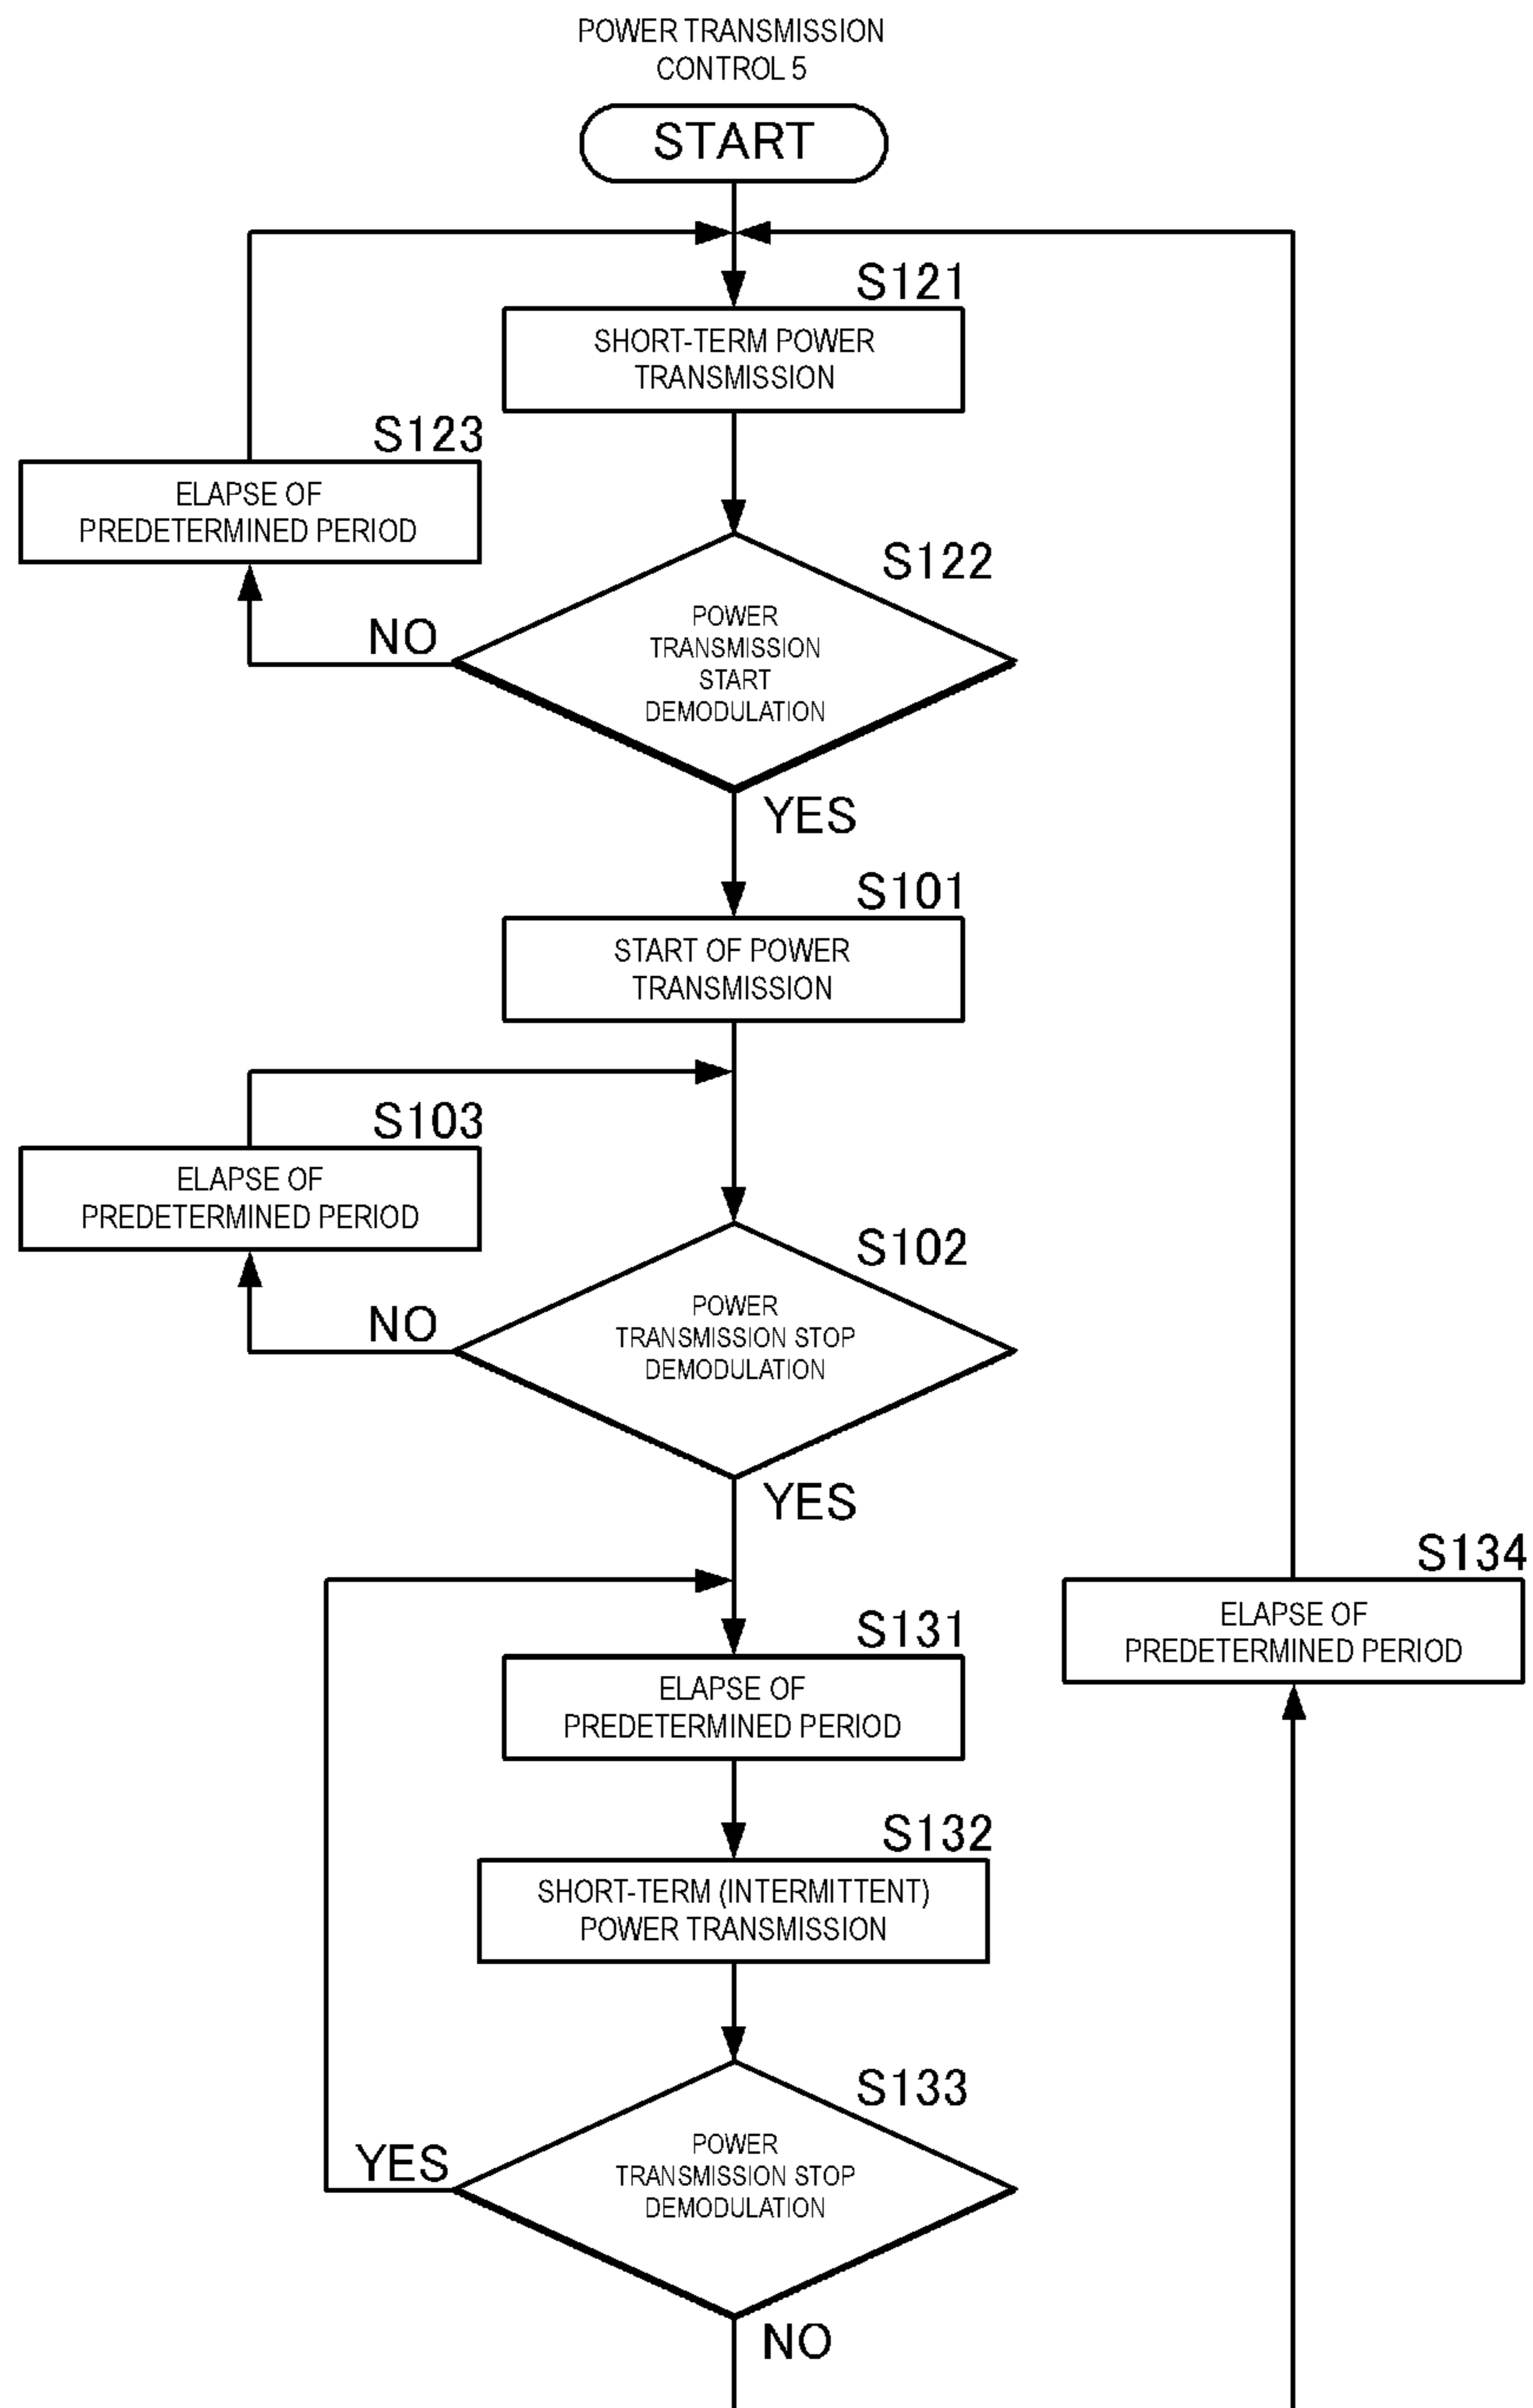 POWER TRANSMISSION
CONTROL 5
START
S121
SHORT-TERM POWER
TRANSMISSION
S123
ELAPSE OF
PREDETERMINED PERIOD
S122
POWER
TRANSMISSION
START
DEMODULATION
NO
YES
S101
START OF POWER
TRANSMISSION
S103
ELAPSE OF
PREDETERMINED PERIOD
S102
POWER
TRANSMISSION STOP
DEMODULATION
NO
YES
S134
ELAPSE OF
PREDETERMINED PERIOD
S131
ELAPSE OF
PREDETERMINED PERIOD
S132
SHORT-TERM (INTERMITTENT)
POWER TRANSMISSION
S133
POWER
TRANSMISSION STOP
DEMODULATION
YES
NO